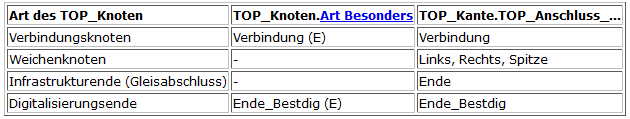 Art des TOP_Knoten TOP_Knoten.Art Besonders TOP_Kante.TOP_Anschluss_...
Verbindungsknoten Verbindung (E) Verbindung
Weichenknoten - Links, Rechts, Spitze
Infrastrukturende (Gleisabschluss) - Ende
Digitalisierungsende Ende_Bestdig (E) Ende_Bestdig